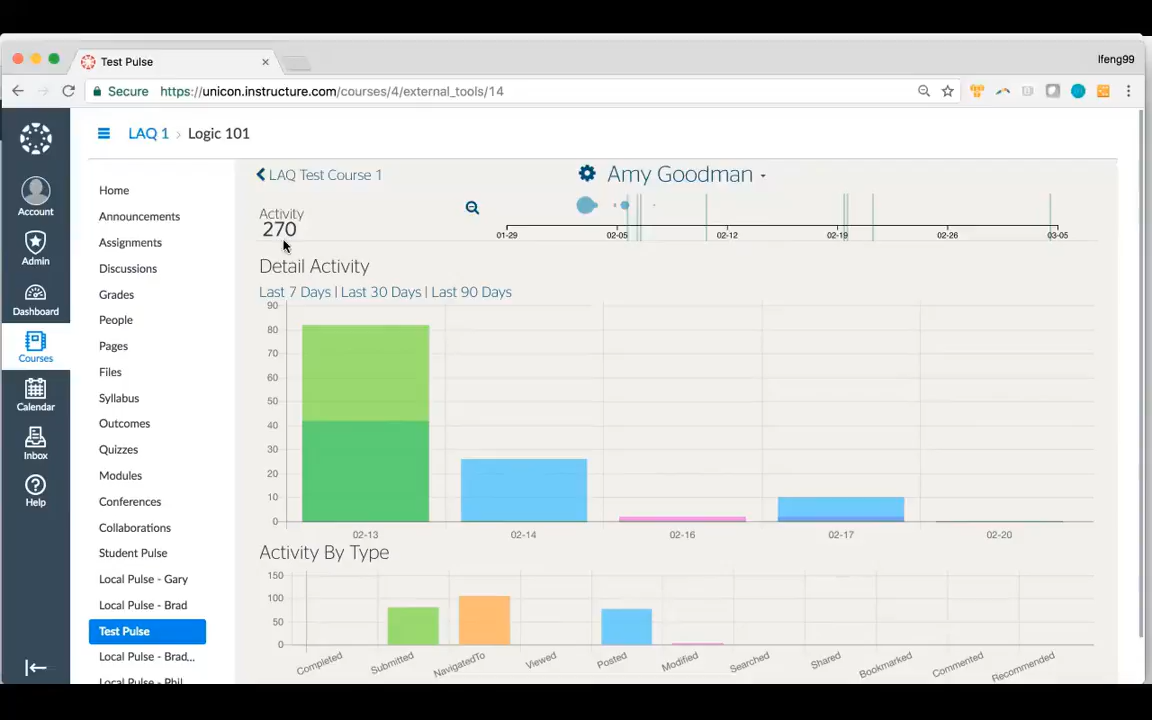 Test Pulse
lfeng99
Secure https://unicon.instructure.com/courses/4/external_tools/14
LAQ 1 › Logic 101
Account
Admin
Dashboard
Courses
Calendar
Inbox
Help
Home
Announcements
Assignments
Discussions
Grades
People
Pages
Files
Syllabus
Outcomes
Quizzes
Modules
Conferences
Collaborations
Student Pulse
Local Pulse - Gary
Local Pulse - Brad
Test Pulse
Local Pulse - Brad...
Local Pulse - Phil
LAQ Test Course 1
Amy Goodman
Activity
270
01-29 02-05 02-12 02-19 02-26 03-05
Detail Activity
Last 7 Days | Last 30 Days | Last 90 Days
90
80
70
60
50
40
30
20
10
0
02-13 02-14 02-16 02-17 02-20
Activity By Type
150
100
50
0
Completed Submitted NavigatedTo Viewed Posted Modified Searched Shared Bookmarked Commented Recommended